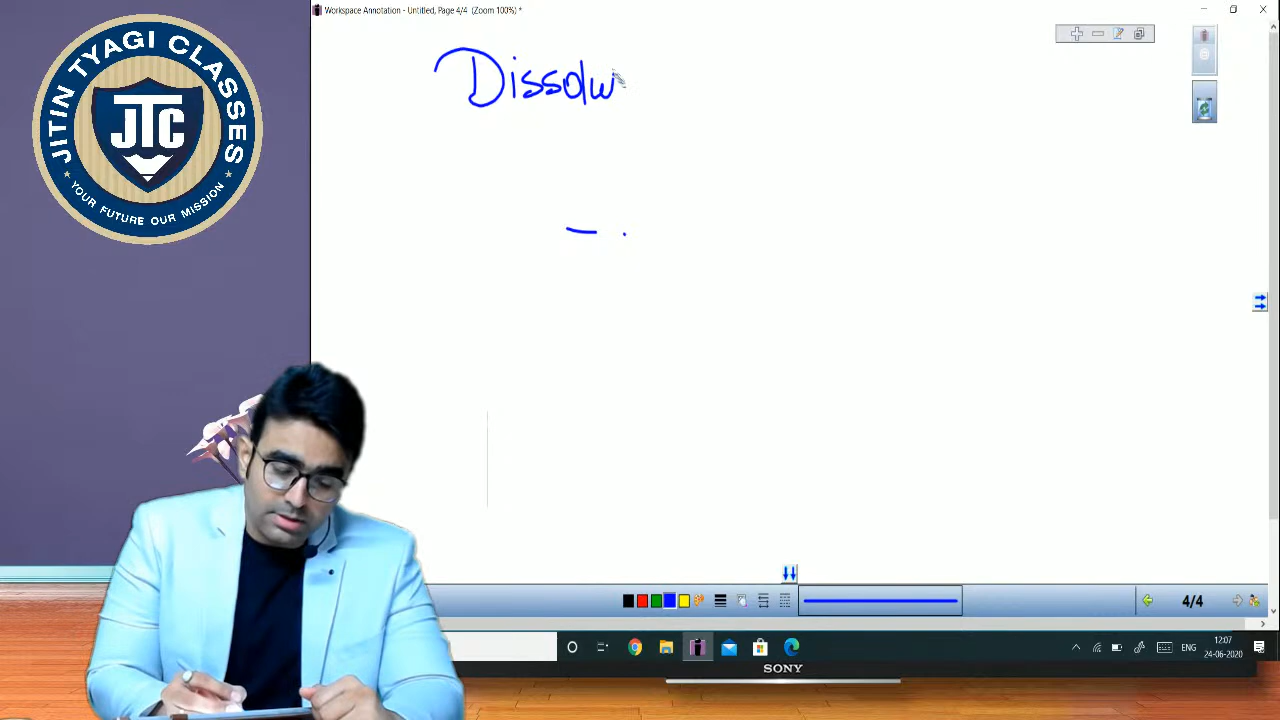 Workspace Annotation - Untitled, Page 4/4 (Zoom 100%) *
JITIN TYAGI CLASSES
JTC
YOUR FUTURE OUR MISSION
Dissolu
4/4
ENG
12:07
24-06-2020
SONY